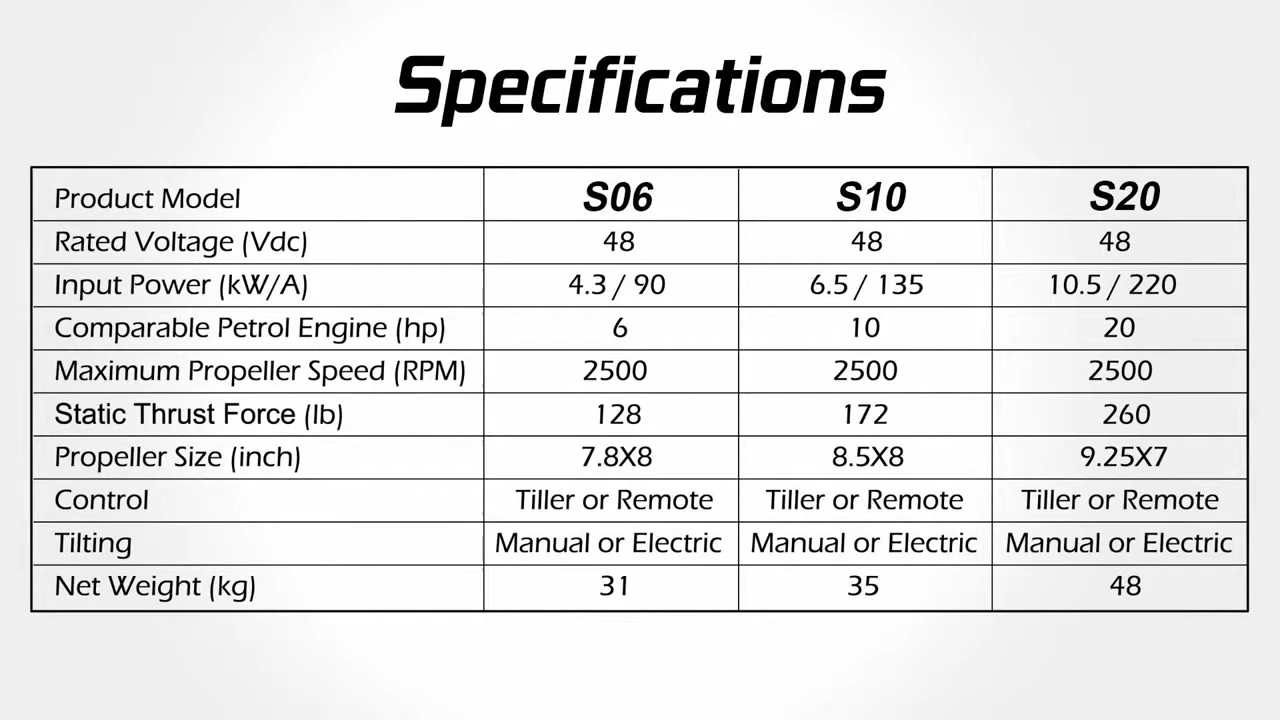 Specifications
Product Model S06 S10 S20
Rated Voltage (Vdc) 48 48 48
Input Power (kW/A) 4.3 / 90 6.5 / 135 10.5 / 220
Comparable Petrol Engine (hp) 6 10 20
Maximum Propeller Speed (RPM) 2500 2500 2500
Static Thrust Force (lb) 128 172 260
Propeller Size (inch) 7.8X8 8.5X8 9.25X7
Control Tiller or Remote Tiller or Remote Tiller or Remote
Tilting Manual or Electric Manual or Electric Manual or Electric
Net Weight (kg) 31 35 48